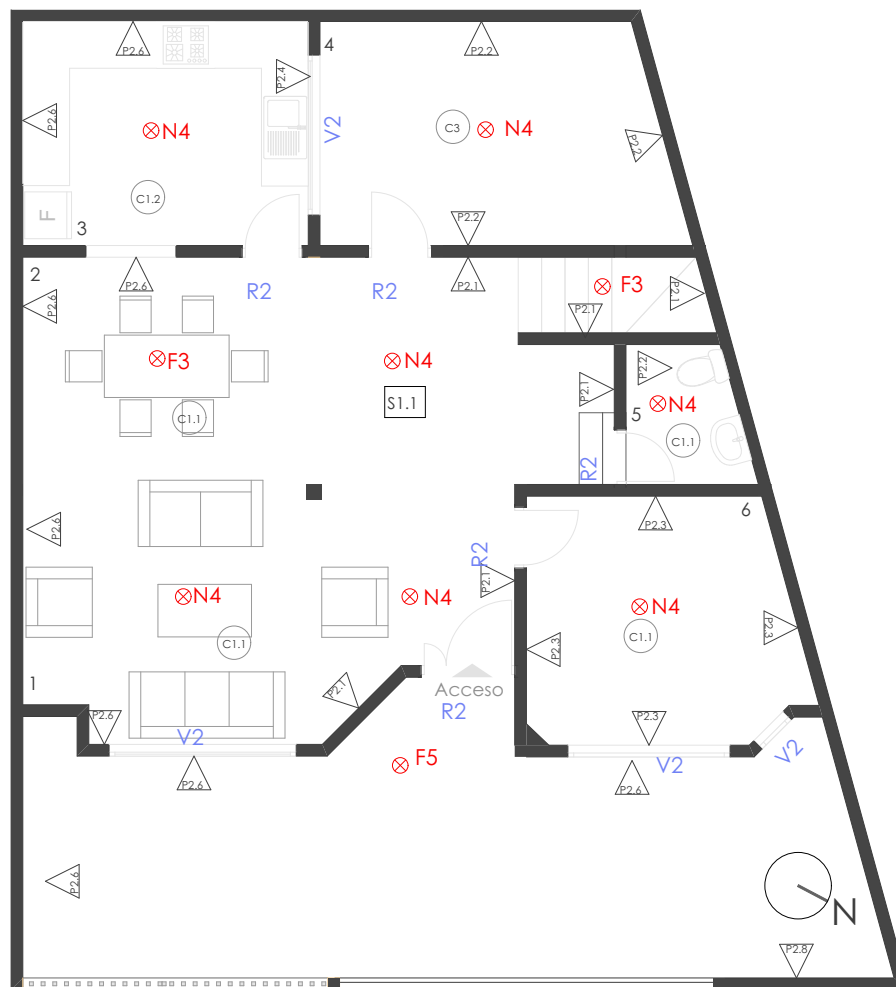 4
P2.6
P2.2
P2.4
P2.6
N4
V2
C3
N4
P2.2
C1.2
F
3
P2.2
2
P2.6
P2.6
R2
R2
P2.1
F3
P2.1
P2.1
F3
N4
P2.2
P2.1
S1.1
N4
C1.1
5
C1.1
R2
P2.3
6
P2.6
R2
P2.1
N4
N4
N4
P2.3
C1.1
C1.1
P2.3
1
P2.1
Acceso
R2
P2.6
V2
P2.3
V2
V2
F5
P2.6
P2.6
P2.6
N
P2.8